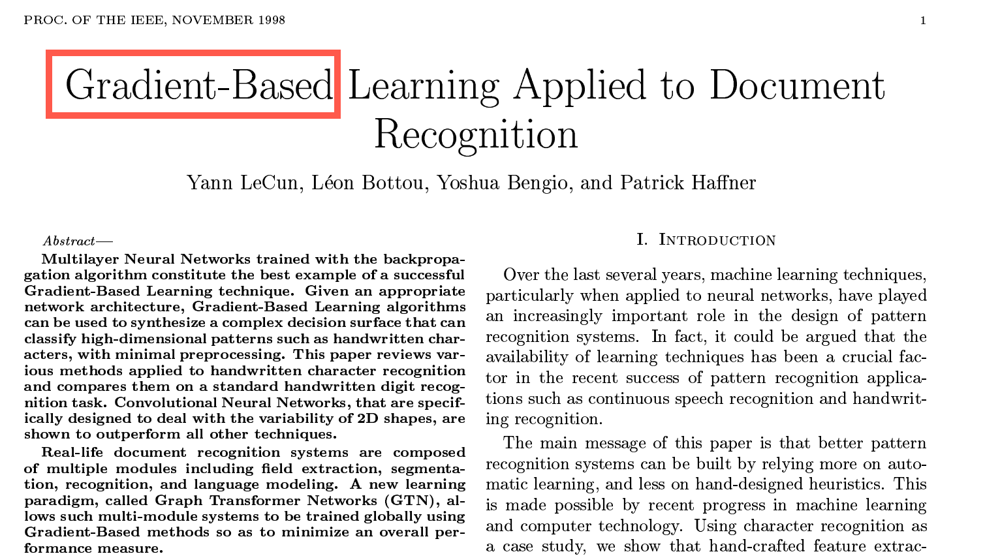 PROC. OF THE IEEE, NOVEMBER 1998
1
Gradient-Based Learning Applied to Document
Recognition
Yann LeCun, Léon Bottou, Yoshua Bengio, and Patrick Haffner
Abstract—
Multilayer Neural Networks trained with the backpropa-
gation algorithm constitute the best example of a successful
Gradient-Based Learning technique. Given an appropriate
network architecture, Gradient-Based Learning algorithms
can be used to synthesize a complex decision surface that can
classify high-dimensional patterns such as handwritten char-
acters, with minimal preprocessing. This paper reviews var-
ious methods applied to handwritten character recognition
and compares them on a standard handwritten digit recog-
nition task. Convolutional Neural Networks, that are specif-
ically designed to deal with the variability of 2D shapes, are
shown to outperform all other techniques.
Real-life document recognition systems are composed
of multiple modules including field extraction, segmenta-
tion, recognition, and language modeling. A new learning
paradigm, called Graph Transformer Networks (GTN), al-
lows such multi-module systems to be trained globally using
Gradient-Based methods so as to minimize an overall per-
formance measure.
I. Introduction
Over the last several years, machine learning techniques,
particularly when applied to neural networks, have played
an increasingly important role in the design of pattern
recognition systems. In fact, it could be argued that the
availability of learning techniques has been a crucial fac-
tor in the recent success of pattern recognition applica-
tions such as continuous speech recognition and handwrit-
ing recognition.
The main message of this paper is that better pattern
recognition systems can be built by relying more on auto-
matic learning, and less on hand-designed heuristics. This
is made possible by recent progress in machine learning
and computer technology. Using character recognition as
a case study, we show that hand-crafted feature extrac-